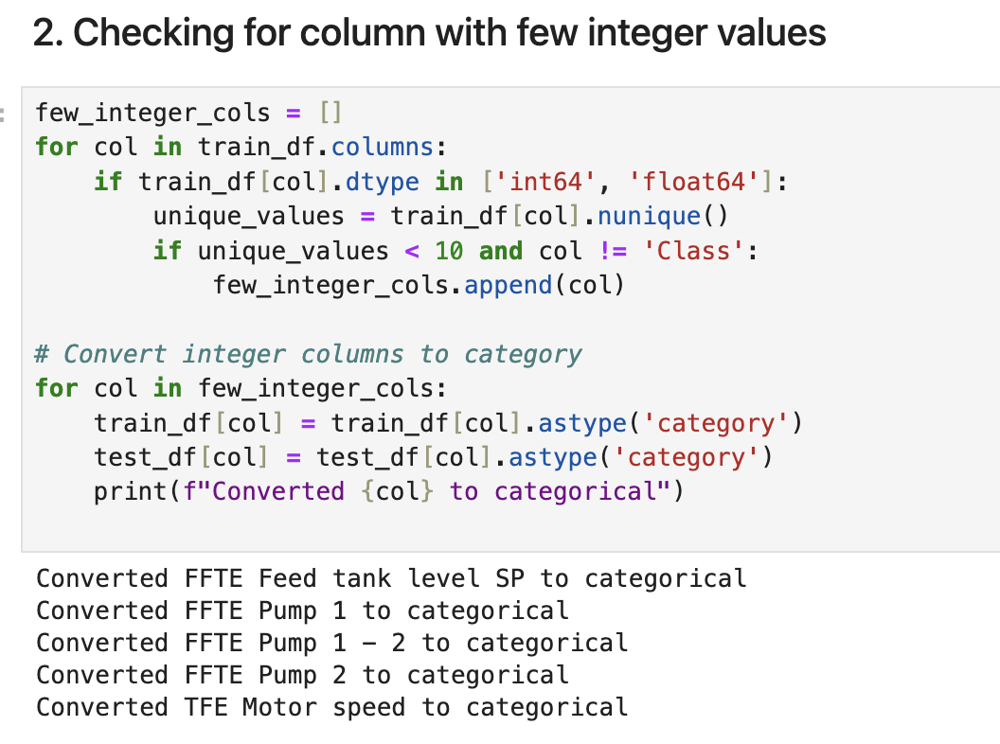 2. Checking for column with few integer values
:
few_integer_cols = []
for col in train_df.columns:
    if train_df[col].dtype in ['int64', 'float64']:
        unique_values = train_df[col].nunique()
        if unique_values < 10 and col != 'Class':
            few_integer_cols.append(col)

# Convert integer columns to category
for col in few_integer_cols:
    train_df[col] = train_df[col].astype('category')
    test_df[col] = test_df[col].astype('category')
    print(f"Converted {col} to categorical")
Converted FFTE Feed tank level SP to categorical
Converted FFTE Pump 1 to categorical
Converted FFTE Pump 1 - 2 to categorical
Converted FFTE Pump 2 to categorical
Converted TFE Motor speed to categorical